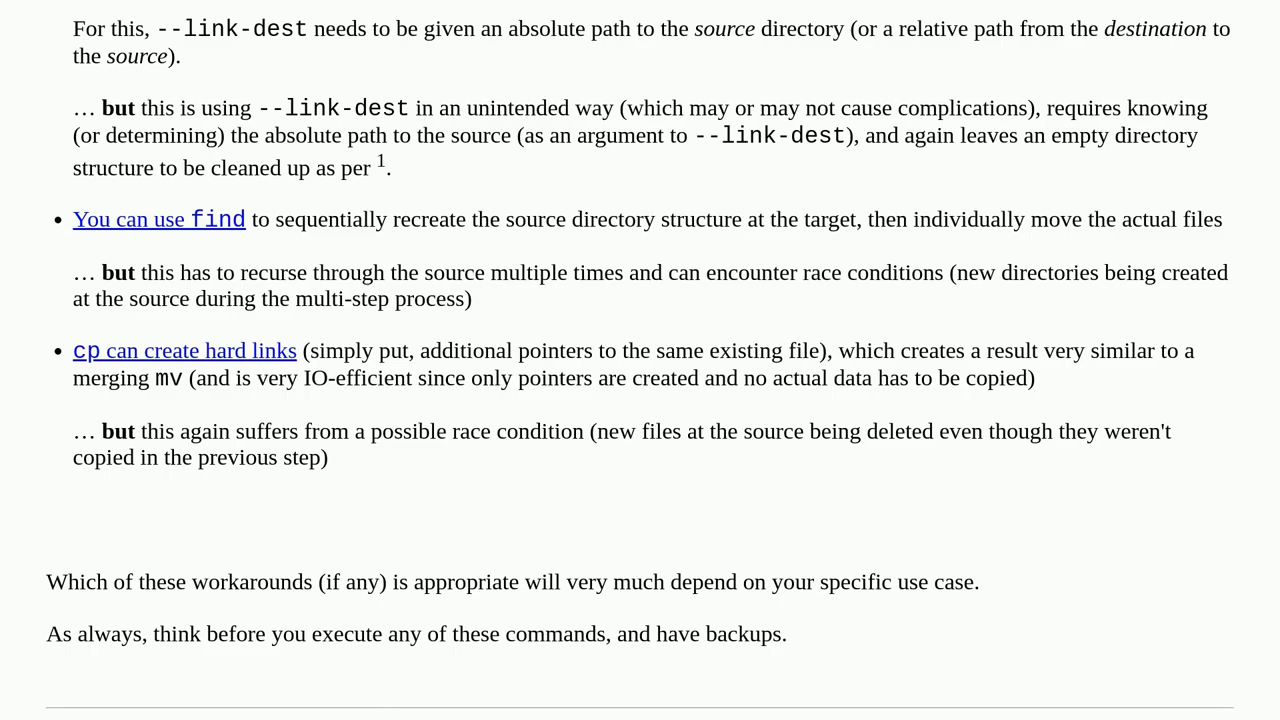 For this, --link-dest needs to be given an absolute path to the source directory (or a relative path from the destination to
the source).
… but this is using --link-dest in an unintended way (which may or may not cause complications), requires knowing
(or determining) the absolute path to the source (as an argument to --link-dest), and again leaves an empty directory
structure to be cleaned up as per 1.
• You can use find to sequentially recreate the source directory structure at the target, then individually move the actual files
… but this has to recurse through the source multiple times and can encounter race conditions (new directories being created
at the source during the multi-step process)
• cp can create hard links (simply put, additional pointers to the same existing file), which creates a result very similar to a
merging mv (and is very IO-efficient since only pointers are created and no actual data has to be copied)
… but this again suffers from a possible race condition (new files at the source being deleted even though they weren't
copied in the previous step)
Which of these workarounds (if any) is appropriate will very much depend on your specific use case.
As always, think before you execute any of these commands, and have backups.